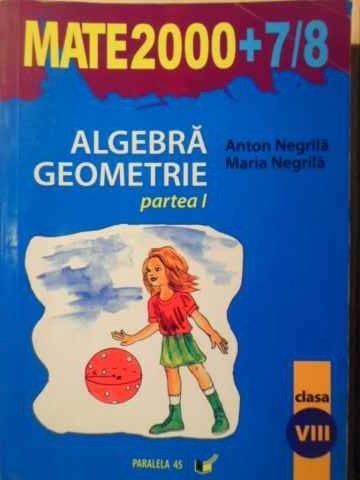 MATE2000+7/8
ALGEBRĂ
GEOMETRIE
partea I
Anton Negrilă
Maria Negrilă
clasa
VIII
PARALELA 45